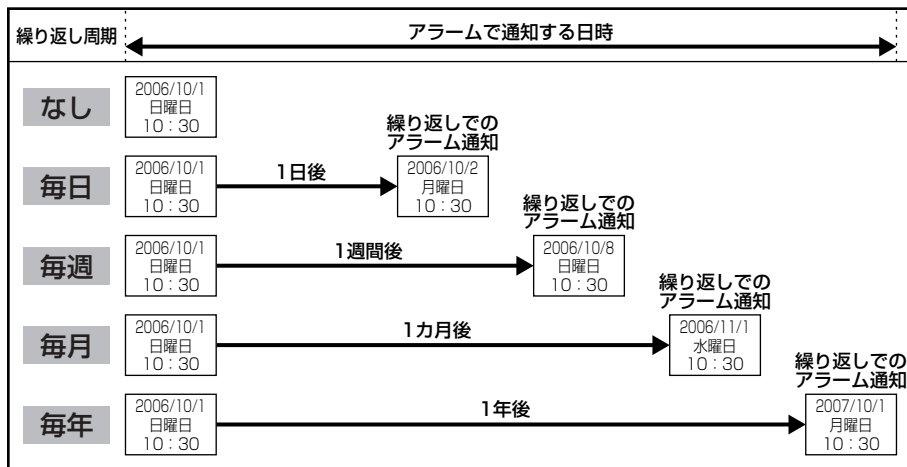 繰り返し周期
アラームで通知する日時
なし
2006/10/1
日曜日
10：30
毎日
2006/10/1
日曜日
10：30
1日後
繰り返しでの
アラーム通知
2006/10/2
月曜日
10：30
毎週
2006/10/1
日曜日
10：30
1週間後
繰り返しでの
アラーム通知
2006/10/8
日曜日
10：30
毎月
2006/10/1
日曜日
10：30
1カ月後
繰り返しでの
アラーム通知
2006/11/1
水曜日
10：30
毎年
2006/10/1
日曜日
10：30
1年後
繰り返しでの
アラーム通知
2007/10/1
月曜日
10：30